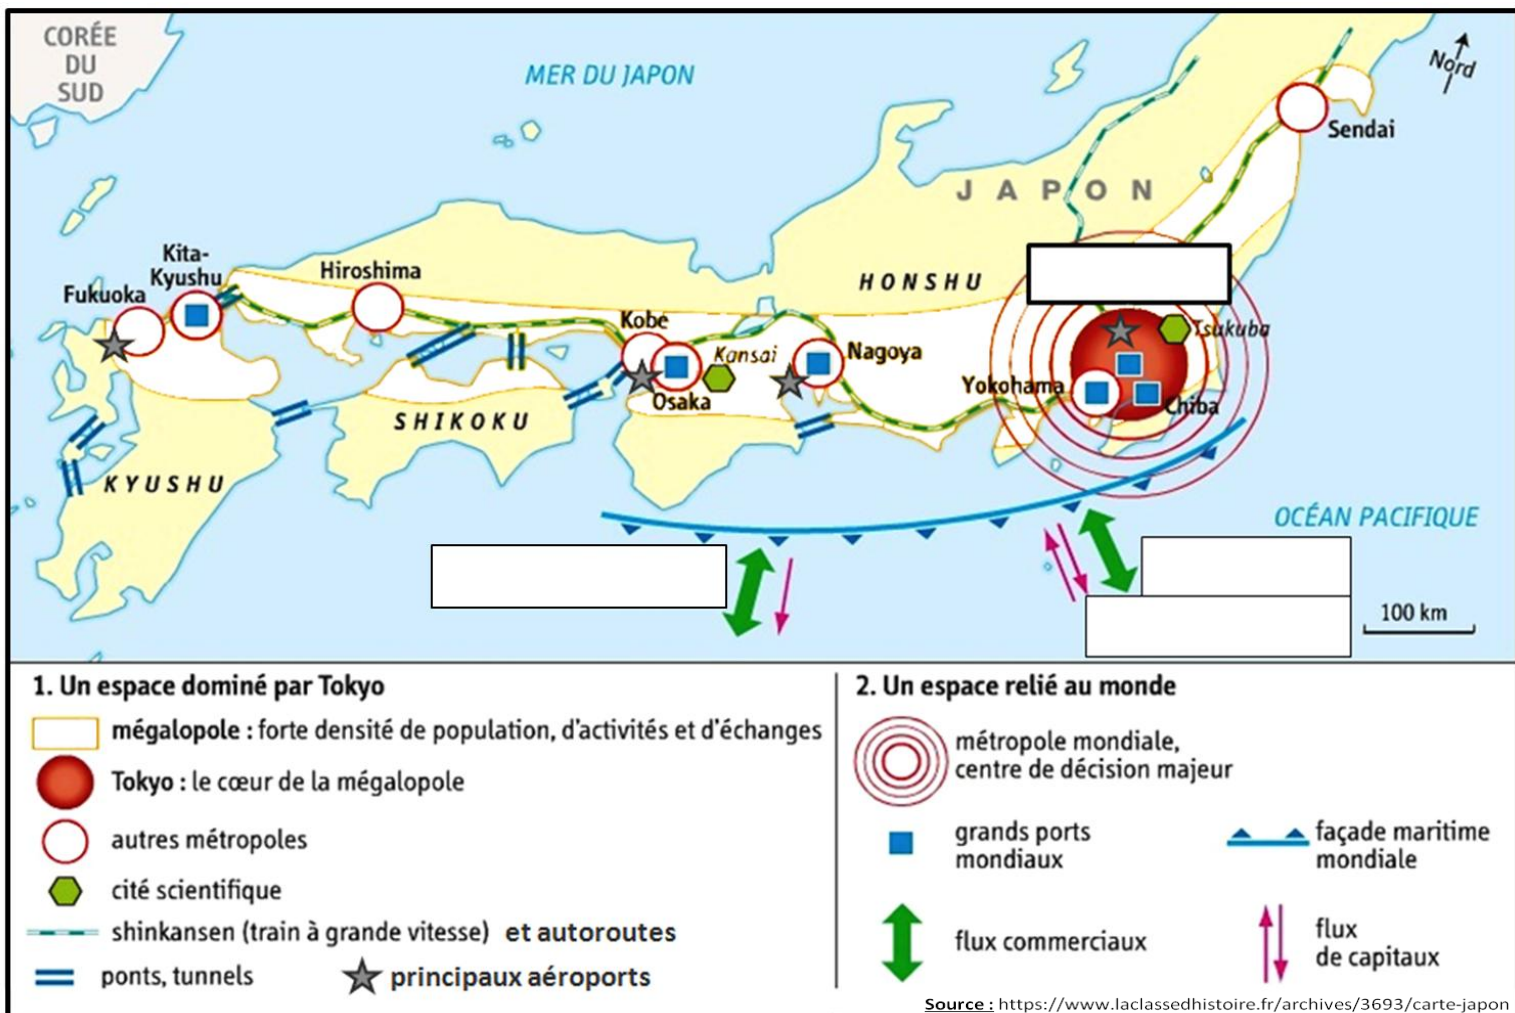 CORÉE
DU
SUD
MER DU JAPON
Nord
Sendai
JAPON
Kita-
Kyushu
Hiroshima
HONSHU
Fukuoka
Kobe
Tsukuba
Kansai
Nagoya
Yokohama
Osaka
Chiba
SHIKOKU
KYUSHU
OCÉAN PACIFIQUE
100 km
1. Un espace dominé par Tokyo
mégalopole : forte densité de population, d'activités et d'échanges
Tokyo : le cœur de la mégalopole
autres métropoles
cité scientifique
shinkansen (train à grande vitesse) et autoroutes
ponts, tunnels
principaux aéroports
2. Un espace relié au monde
métropole mondiale,
centre de décision majeur
grands ports
mondiaux
façade maritime
mondiale
flux commerciaux
flux
de capitaux
Source : https://www.laclassedhistoire.fr/archives/3693/carte-japon